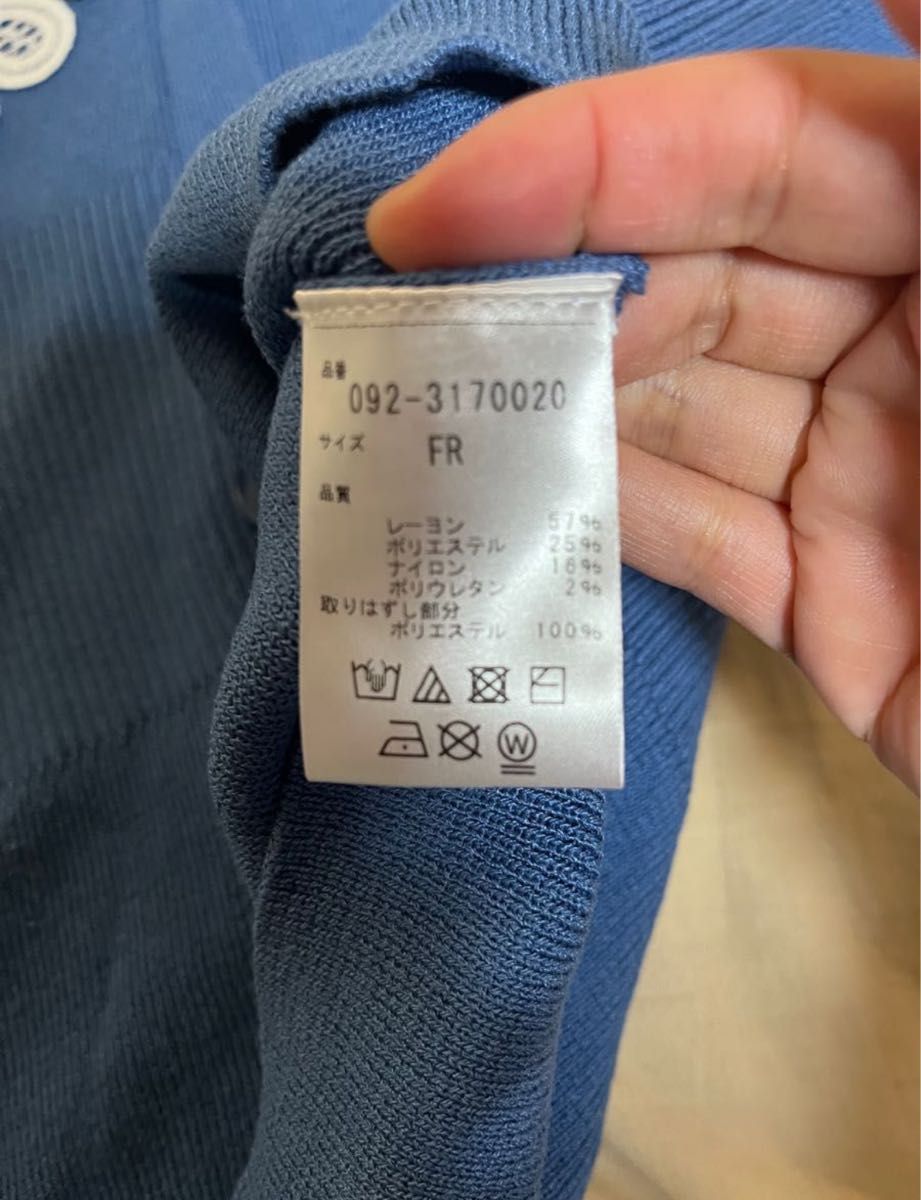 品番
092-3170020
サイズ FR
品質
レーヨン 57%
ポリエステル 25%
ナイロン 16%
ポリウレタン 2%
取りはずし部分
ポリエステル 100%
W